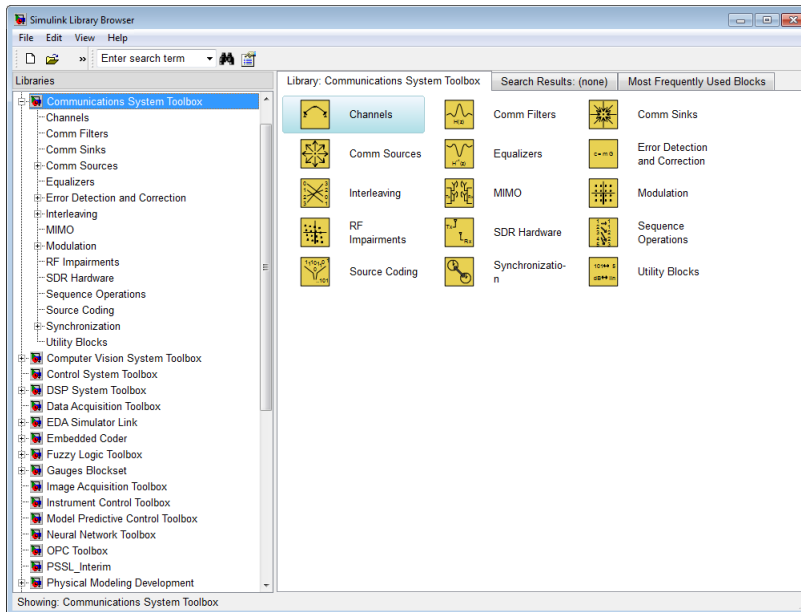 Simulink Library Browser
File Edit View Help
» Enter search term
Libraries
Library: Communications System Toolbox
Search Results: (none)
Most Frequently Used Blocks
Communications System Toolbox
Channels
Comm Filters
Comm Sinks
Comm Sources
Equalizers
Error Detection and Correction
Interleaving
MIMO
Modulation
RF Impairments
SDR Hardware
Sequence Operations
Source Coding
Synchronization
Utility Blocks
Computer Vision System Toolbox
Control System Toolbox
DSP System Toolbox
Data Acquisition Toolbox
EDA Simulator Link
Embedded Coder
Fuzzy Logic Toolbox
Gauges Blockset
Image Acquisition Toolbox
Instrument Control Toolbox
Model Predictive Control Toolbox
Neural Network Toolbox
OPC Toolbox
PSSL_Interim
Physical Modeling Development
Channels
Comm Filters
Comm Sinks
Comm Sources
Equalizers
Error Detection
and Correction
Interleaving
MIMO
Modulation
RF
Impairments
SDR Hardware
Sequence
Operations
Source Coding
Synchronizatio-
n
Utility Blocks
Showing: Communications System Toolbox